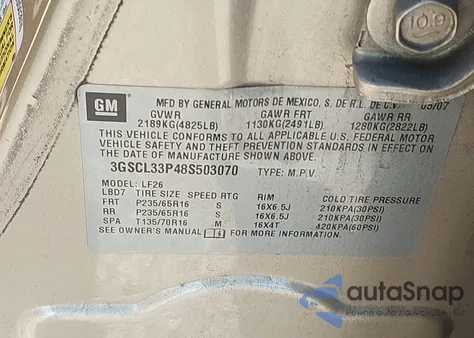 10.9
GM
MFD BY GENERAL MOTORS DE MEXICO, S. DE R.L. DE C.V. 05/07
GVWR GAWR FRT GAWR RR
2189KG(4825LB) 1130KG(2491LB) 1280KG(2822LB)
THIS VEHICLE CONFORMS TO ALL APPLICABLE U.S. FEDERAL MOTOR
VEHICLE SAFETY, BUMPER, AND THEFT PREVENTION STANDARDS IN
EFFECT ON THE DATE OF MANUFACTURE SHOWN ABOVE.
3GSCL33P48S503070 TYPE: M.P.V.
MODEL: LF26
LBD7 TIRE SIZE SPEED RTG RIM COLD TIRE PRESSURE
FRT P235/65R16 S 16X6.5J 210KPA(30PSI)
RR P235/65R16 S 16X6.5J 210KPA(30PSI)
SPA T135/70R16 M 16X4T 420KPA(60PSI)
SEE OWNER'S MANUAL FOR MORE INFORMATION.
autoSnap